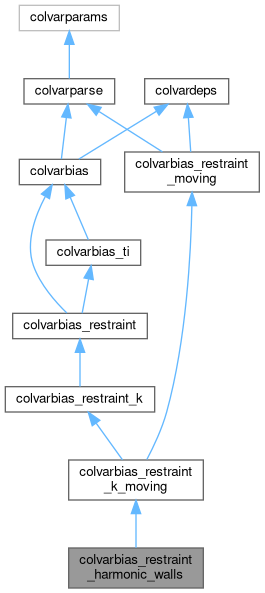 colvarparams
colvarparse
colvardeps
colvarbias
colvarbias_restraint
_moving
colvarbias_ti
colvarbias_restraint
colvarbias_restraint_k
colvarbias_restraint
_k_moving
colvarbias_restraint
_harmonic_walls